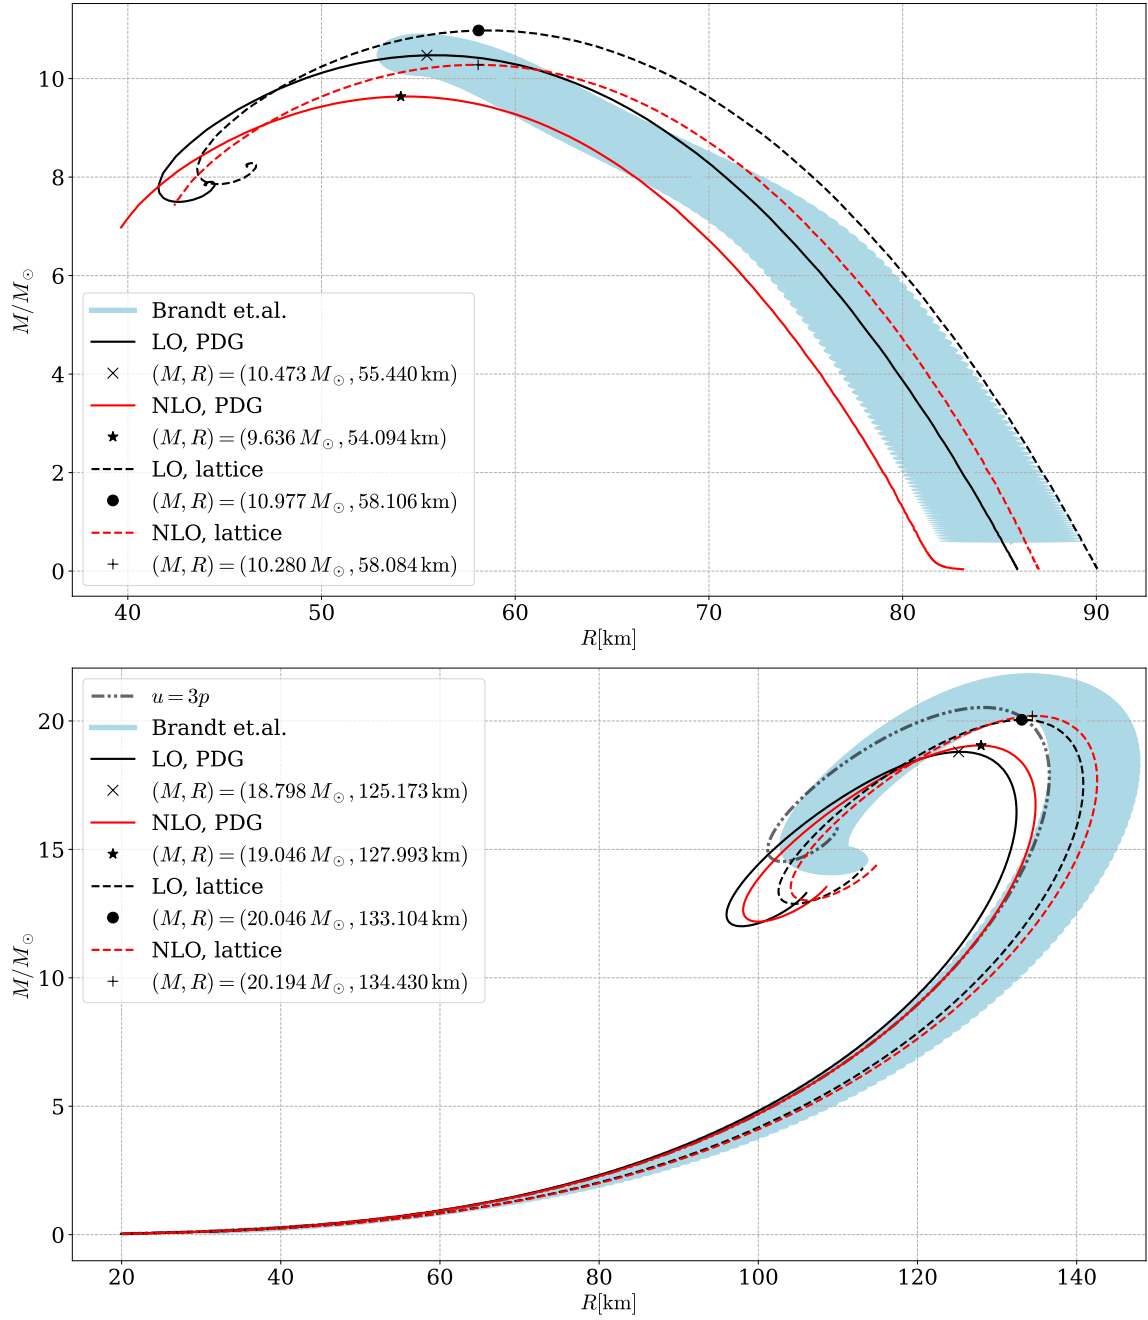 10
8
6
4
2
0
M/M⊙
Brandt et.al.
LO, PDG
(M, R) = (10.473 M⊙, 55.440 km)
NLO, PDG
(M, R) = (9.636 M⊙, 54.094 km)
LO, lattice
(M, R) = (10.977 M⊙, 58.106 km)
NLO, lattice
(M, R) = (10.280 M⊙, 58.084 km)
40 50 60 70 80 90
R[km]
20
15
10
5
0
M/M⊙
u = 3p
Brandt et.al.
LO, PDG
(M, R) = (18.798 M⊙, 125.173 km)
NLO, PDG
(M, R) = (19.046 M⊙, 127.993 km)
LO, lattice
(M, R) = (20.046 M⊙, 133.104 km)
NLO, lattice
(M, R) = (20.194 M⊙, 134.430 km)
20 40 60 80 100 120 140
R[km]